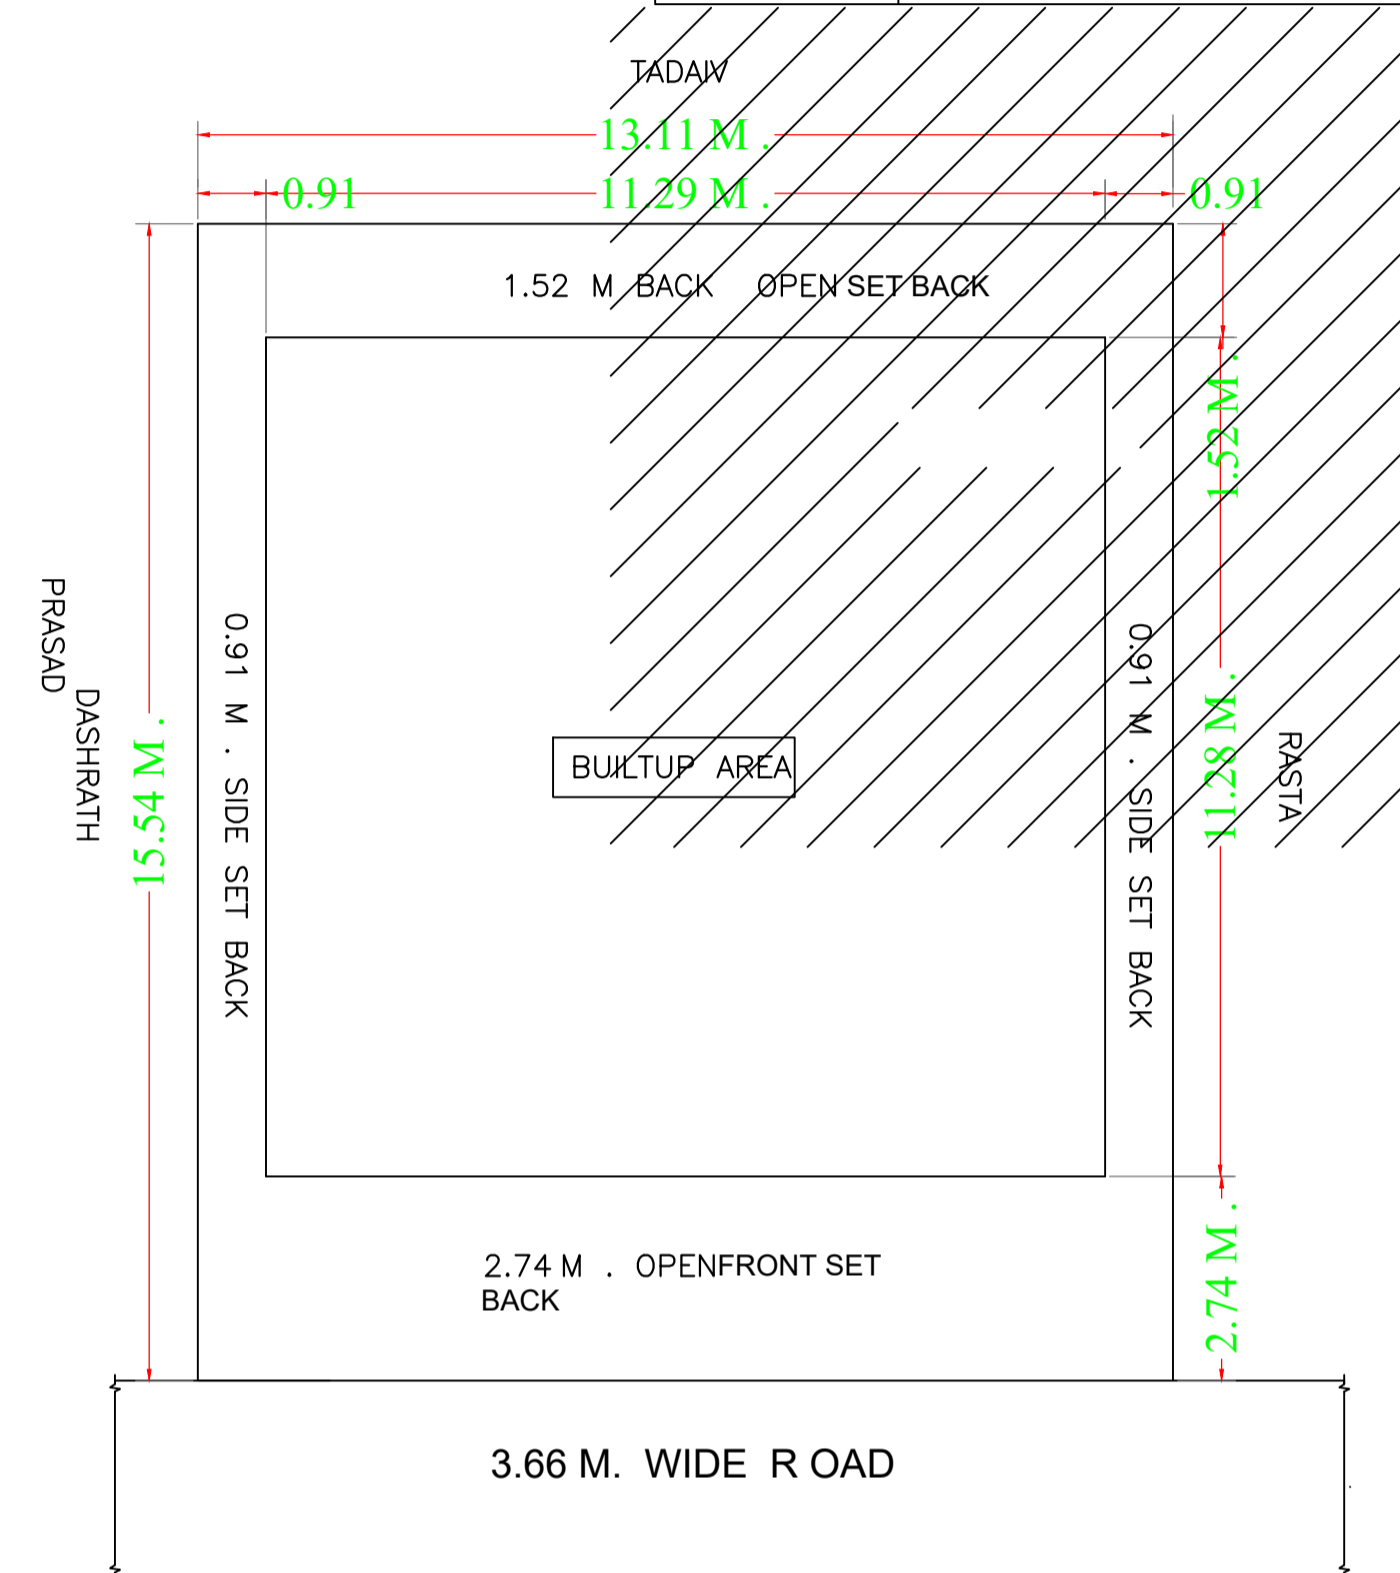 TADAIV
13.11 M .
0.91
11.29 M .
0.91
1.52 M BACK OPEN SET BACK
1.52 M .
PRASAD
DASHRATH
15.54 M .
0.91 M . SIDE SET BACK
BUILTUP AREA
0.91 M . SIDE SET BACK
11.28 M .
RASTA
2.74 M . OPENFRONT SET
BACK
2.74 M .
3.66 M. WIDE R OAD